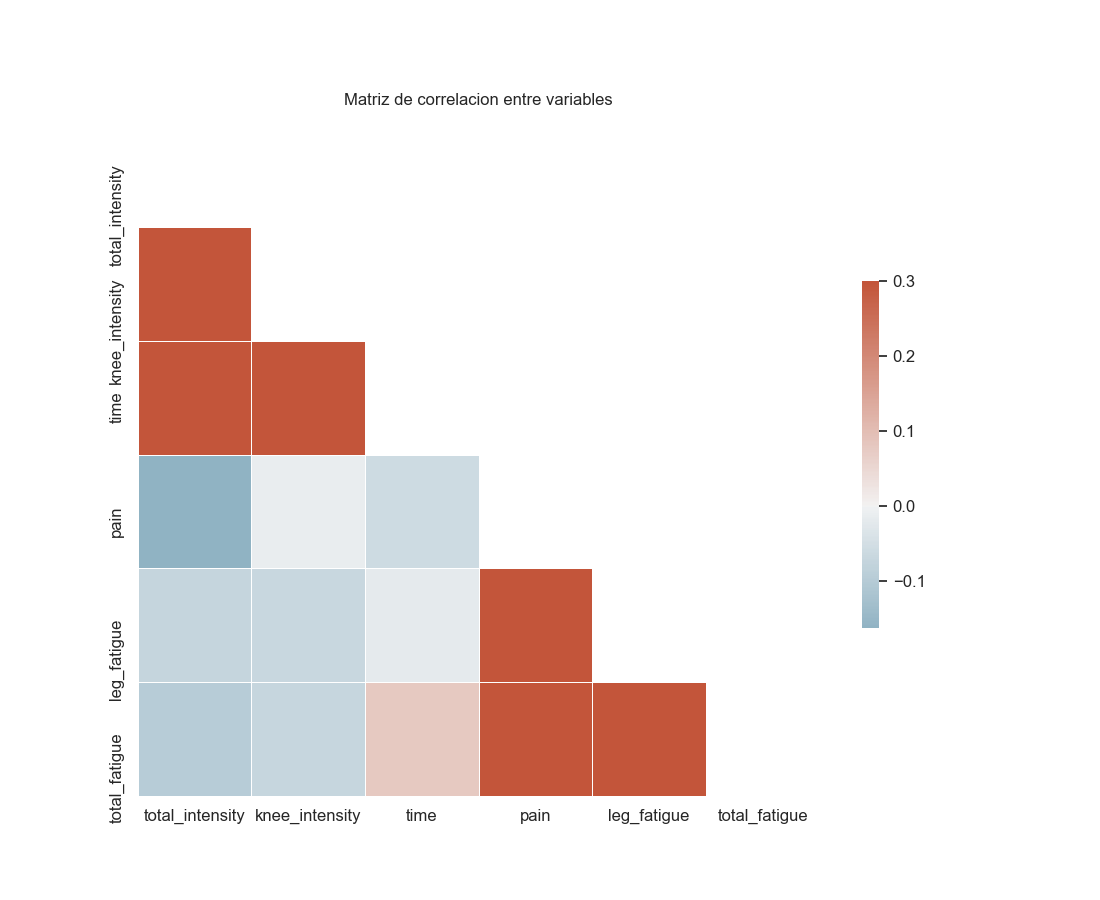 Matriz de correlacion entre variables
total_intensity
knee_intensity
time
pain
leg_fatigue
total_fatigue
total_intensity knee_intensity time pain leg_fatigue total_fatigue
0.3
0.2
0.1
0.0
−0.1